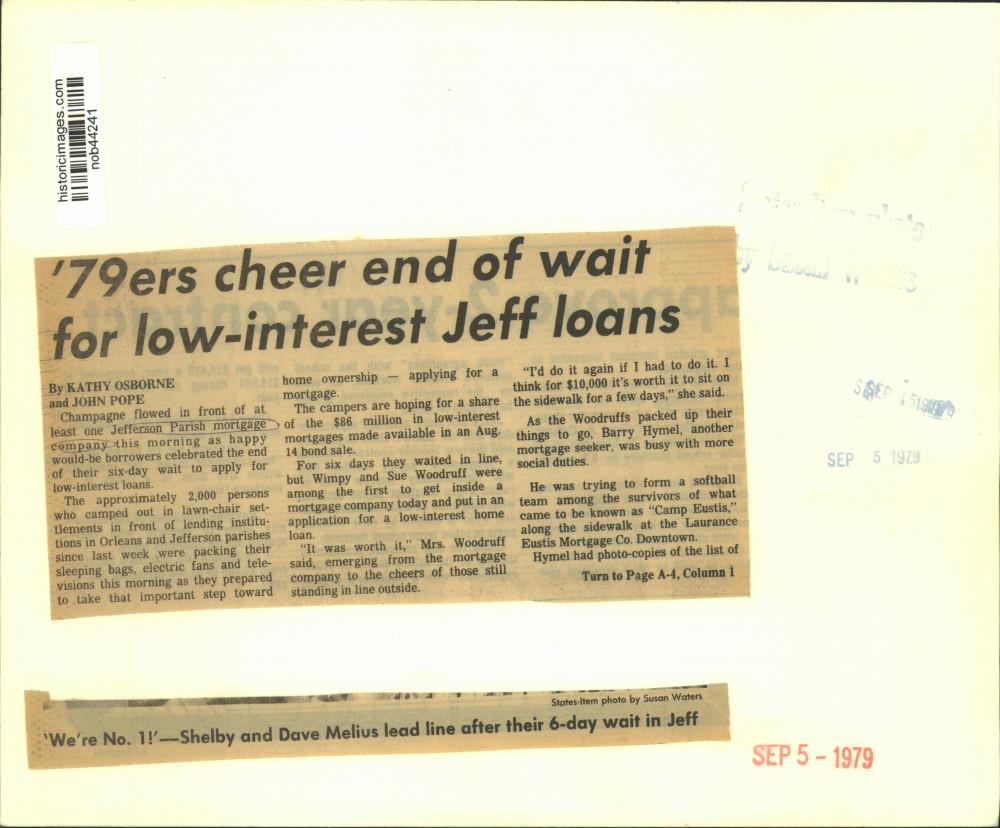 historicimages.com
nob44241
'79ers cheer end of wait
for low-interest Jeff loans
By KATHY OSBORNE
and JOHN POPE
Champagne flowed in front of at
least one Jefferson Parish mortgage
company this morning as happy
would-be borrowers celebrated the end
of their six-day wait to apply for
low-interest loans.
The approximately 2,000 persons
who camped out in lawn-chair set-
tlements in front of lending institu-
tions in Orleans and Jefferson parishes
since last week were packing their
sleeping bags, electric fans and tele-
visions this morning as they prepared
to take that important step toward
home ownership — applying for a
mortgage.
The campers are hoping for a share
of the $86 million in low-interest
mortgages made available in an Aug.
14 bond sale.
For six days they waited in line,
but Wimpy and Sue Woodruff were
among the first to get inside a
mortgage company today and put in an
application for a low-interest home
loan.
"It was worth it," Mrs. Woodruff
said, emerging from the mortgage
company to the cheers of those still
standing in line outside.
"I'd do it again if I had to do it. I
think for $10,000 it's worth it to sit on
the sidewalk for a few days," she said.
As the Woodruffs packed up their
things to go, Barry Hymel, another
mortgage seeker, was busy with more
social duties.
He was trying to form a softball
team among the survivors of what
came to be known as "Camp Eustis,"
along the sidewalk at the Laurance
Eustis Mortgage Co. Downtown.
Hymel had photo-copies of the list of
Turn to Page A-4, Column 1
by Susan Waters
SEP
SEP 5 1979
States-Item photo by Susan Waters
'We're No. 1!'—Shelby and Dave Melius lead line after their 6-day wait in Jeff
SEP 5 - 1979